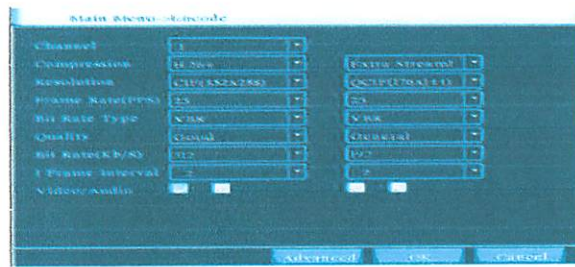 Main Menu->Encode
Channel 1
Compression H.264 Extra Stream1
Resolution CIF(352x288) QCIF(176x144)
Frame Rate(FPS) 25 25
Bit Rate Type VBR VBR
Quality Good General
Bit Rate(Kb/S) 512
I Frame Interval 2 2
Video/Audio
Advanced OK Cancel